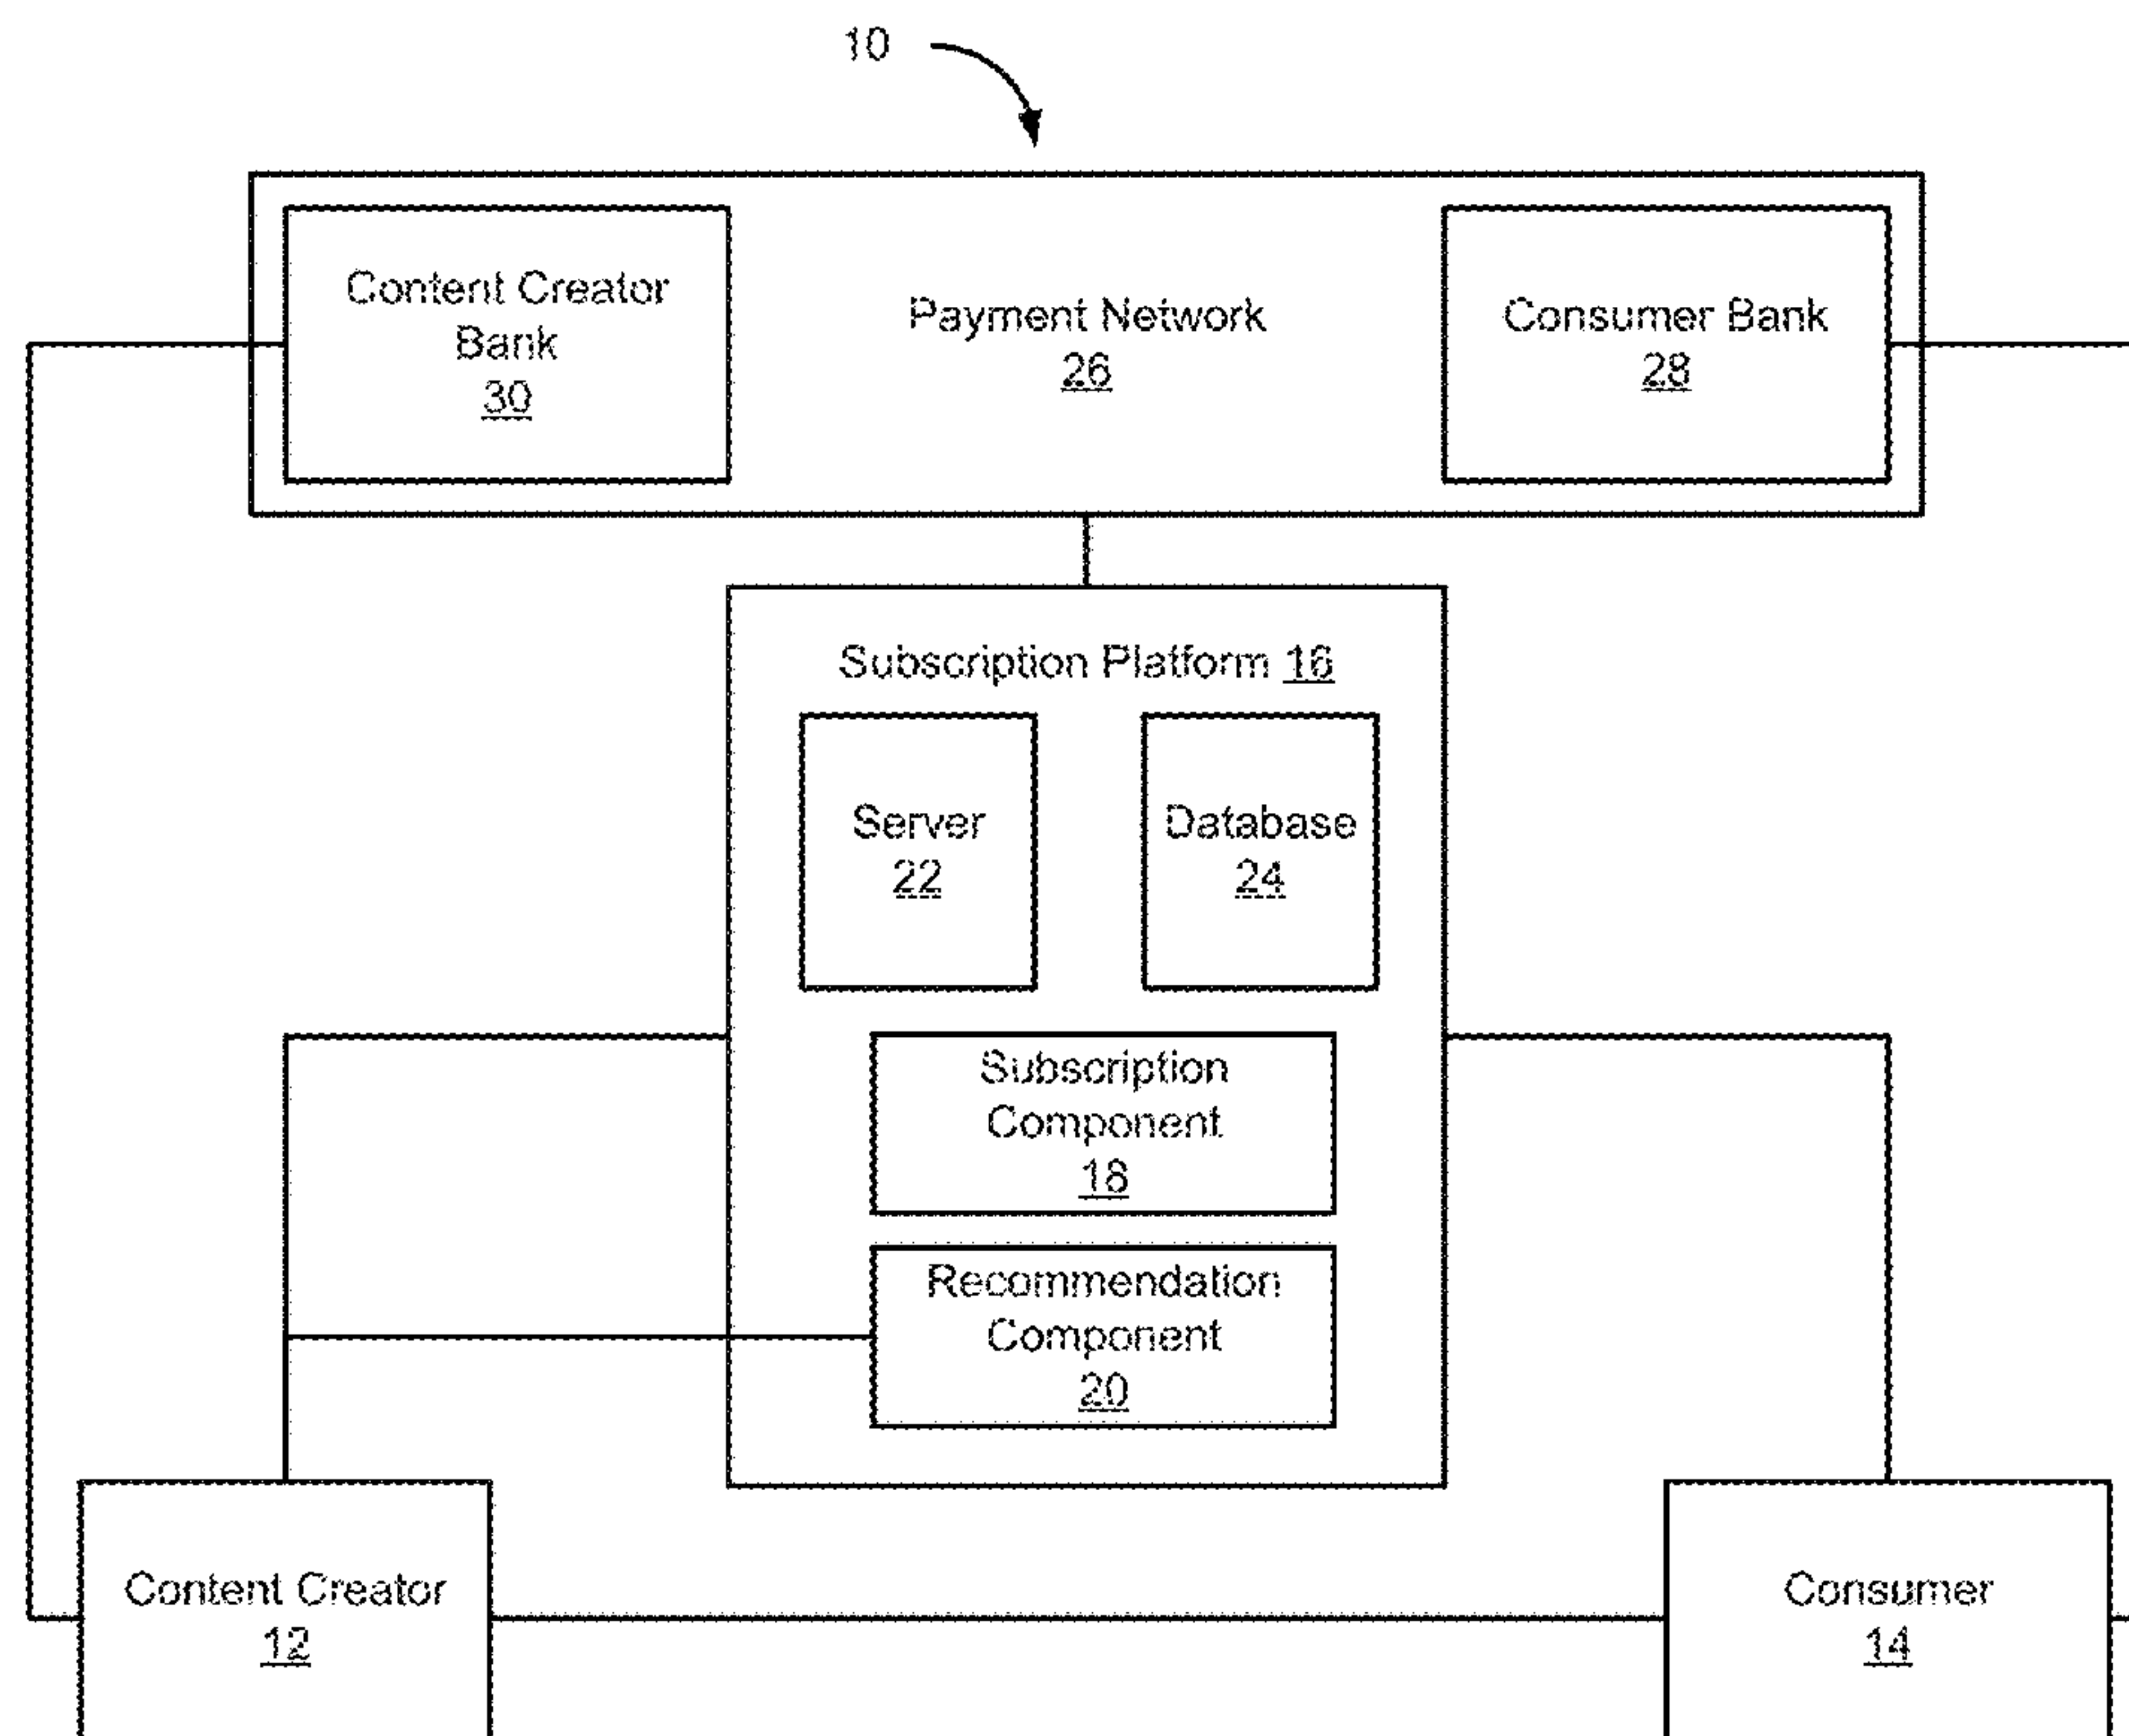 10
Content Creator
Bank
30
Payment Network
26
Consumer Bank
28
Subscription Platform 16
Server
22
Database
24
Subscription
Component
18
Recommendation
Component
20
Content Creator
12
Consumer
14